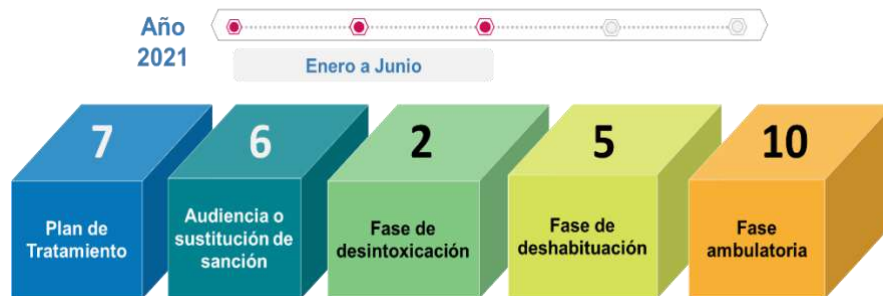 Año
2021
Enero a Junio
7
6
2
5
10
Plan de
Tratamiento
Audiencia o
sustitución de
sanción
Fase de
desintoxicación
Fase de
deshabituación
Fase
ambulatoria